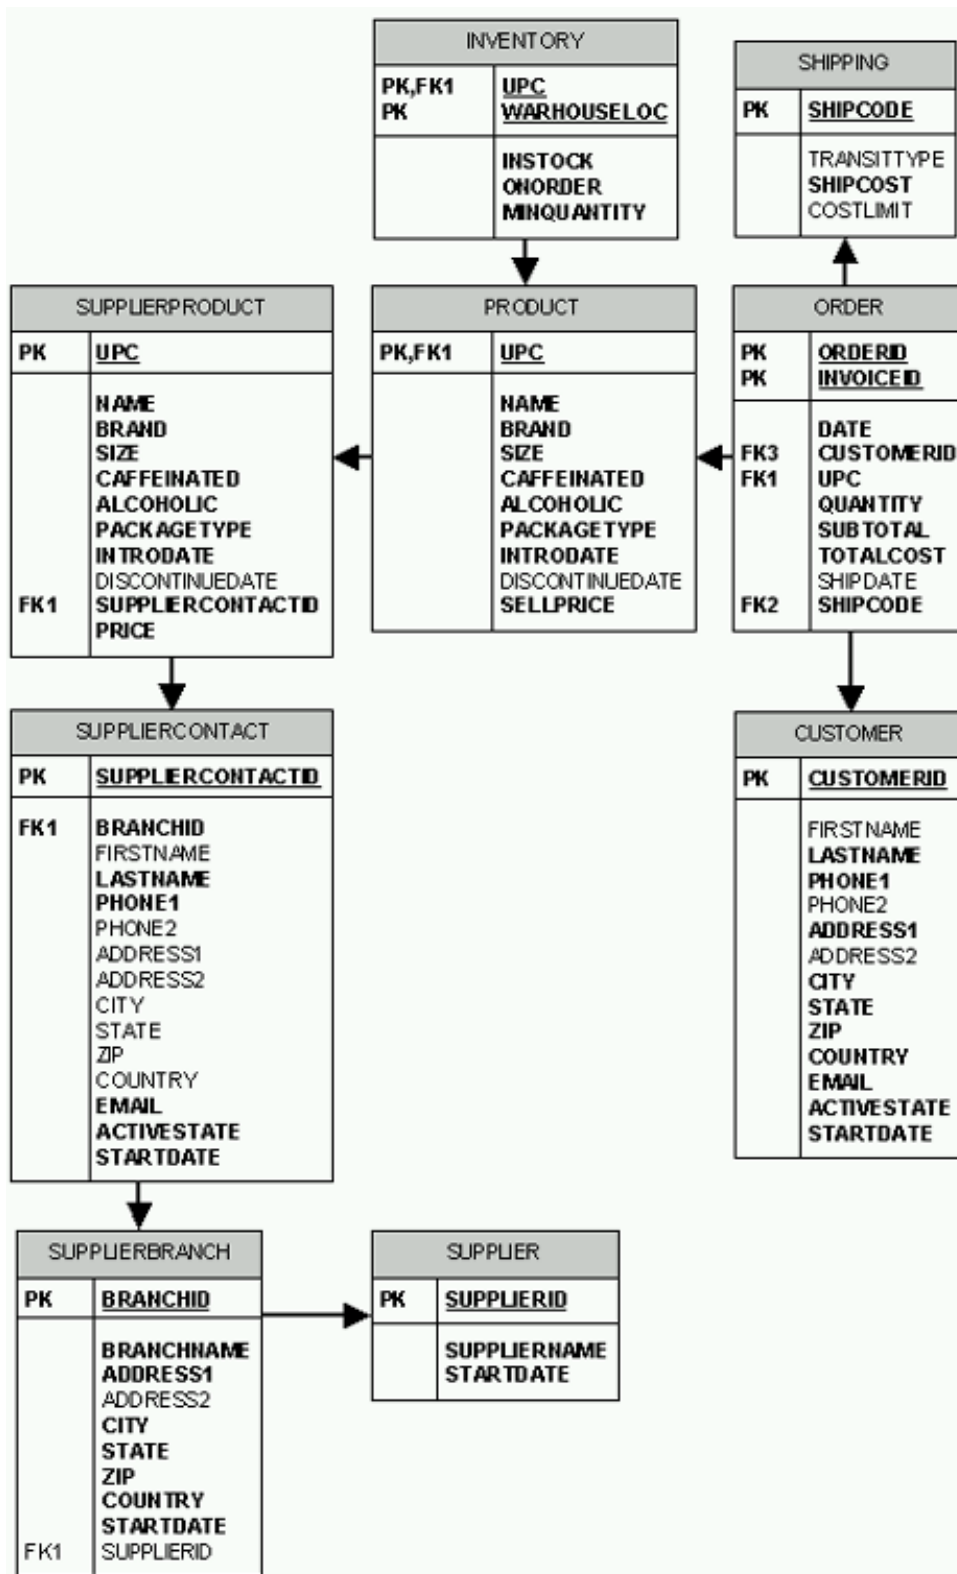 INVENTORY
PK,FK1 UPC
PK WARHOUSELOC
INSTOCK
ONORDER
MINQUANTITY
SHIPPING
PK SHIPCODE
TRANSITTYPE
SHIPCOST
COSTLIMIT
SUPPLIERPRODUCT
PK UPC
NAME
BRAND
SIZE
CAFFEINATED
ALCOHOLIC
PACKAGETYPE
INTRODATE
DISCONTINUEDATE
FK1 SUPPLIERCONTACTID
PRICE
PRODUCT
PK,FK1 UPC
NAME
BRAND
SIZE
CAFFEINATED
ALCOHOLIC
PACKAGETYPE
INTRODATE
DISCONTINUEDATE
SELLPRICE
ORDER
PK ORDERID
PK INVOICEID
DATE
FK3 CUSTOMERID
FK1 UPC
QUANTITY
SUBTOTAL
TOTALCOST
SHIPDATE
FK2 SHIPCODE
SUPPLIERCONTACT
PK SUPPLIERCONTACTID
FK1 BRANCHID
FIRSTNAME
LASTNAME
PHONE1
PHONE2
ADDRESS1
ADDRESS2
CITY
STATE
ZIP
COUNTRY
EMAIL
ACTIVESTATE
STARTDATE
CUSTOMER
PK CUSTOMERID
FIRSTNAME
LASTNAME
PHONE1
PHONE2
ADDRESS1
ADDRESS2
CITY
STATE
ZIP
COUNTRY
EMAIL
ACTIVESTATE
STARTDATE
SUPPLIERBRANCH
PK BRANCHID
BRANCHNAME
ADDRESS1
ADDRESS2
CITY
STATE
ZIP
COUNTRY
STARTDATE
FK1 SUPPLIERID
SUPPLIER
PK SUPPLIERID
SUPPLIERNAME
STARTDATE